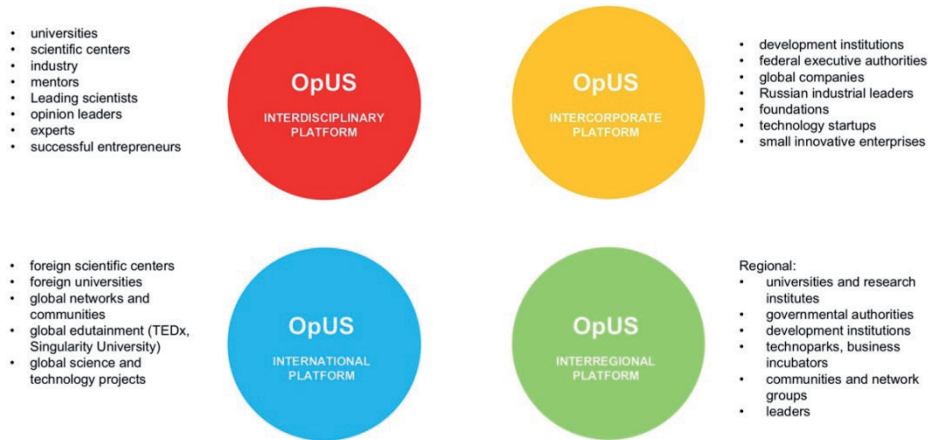 • universities
• scientific centers
• industry
• mentors
• Leading scientists
• opinion leaders
• experts
• successful entrepreneurs
OpUS
INTERDISCIPLINARY
PLATFORM
OpUS
INTERCORPORATE
PLATFORM
• development institutions
• federal executive authorities
• global companies
• Russian industrial leaders
• foundations
• technology startups
• small innovative enterprises
• foreign scientific centers
• foreign universities
• global networks and
communities
• global edutainment (TEDx,
Singularity University)
• global science and
technology projects
OpUS
INTERNATIONAL
PLATFORM
OpUS
INTERREGIONAL
PLATFORM
Regional:
• universities and research
institutes
• governmental authorities
• development institutions
• technoparks, business
incubators
• communities and network
groups
• leaders